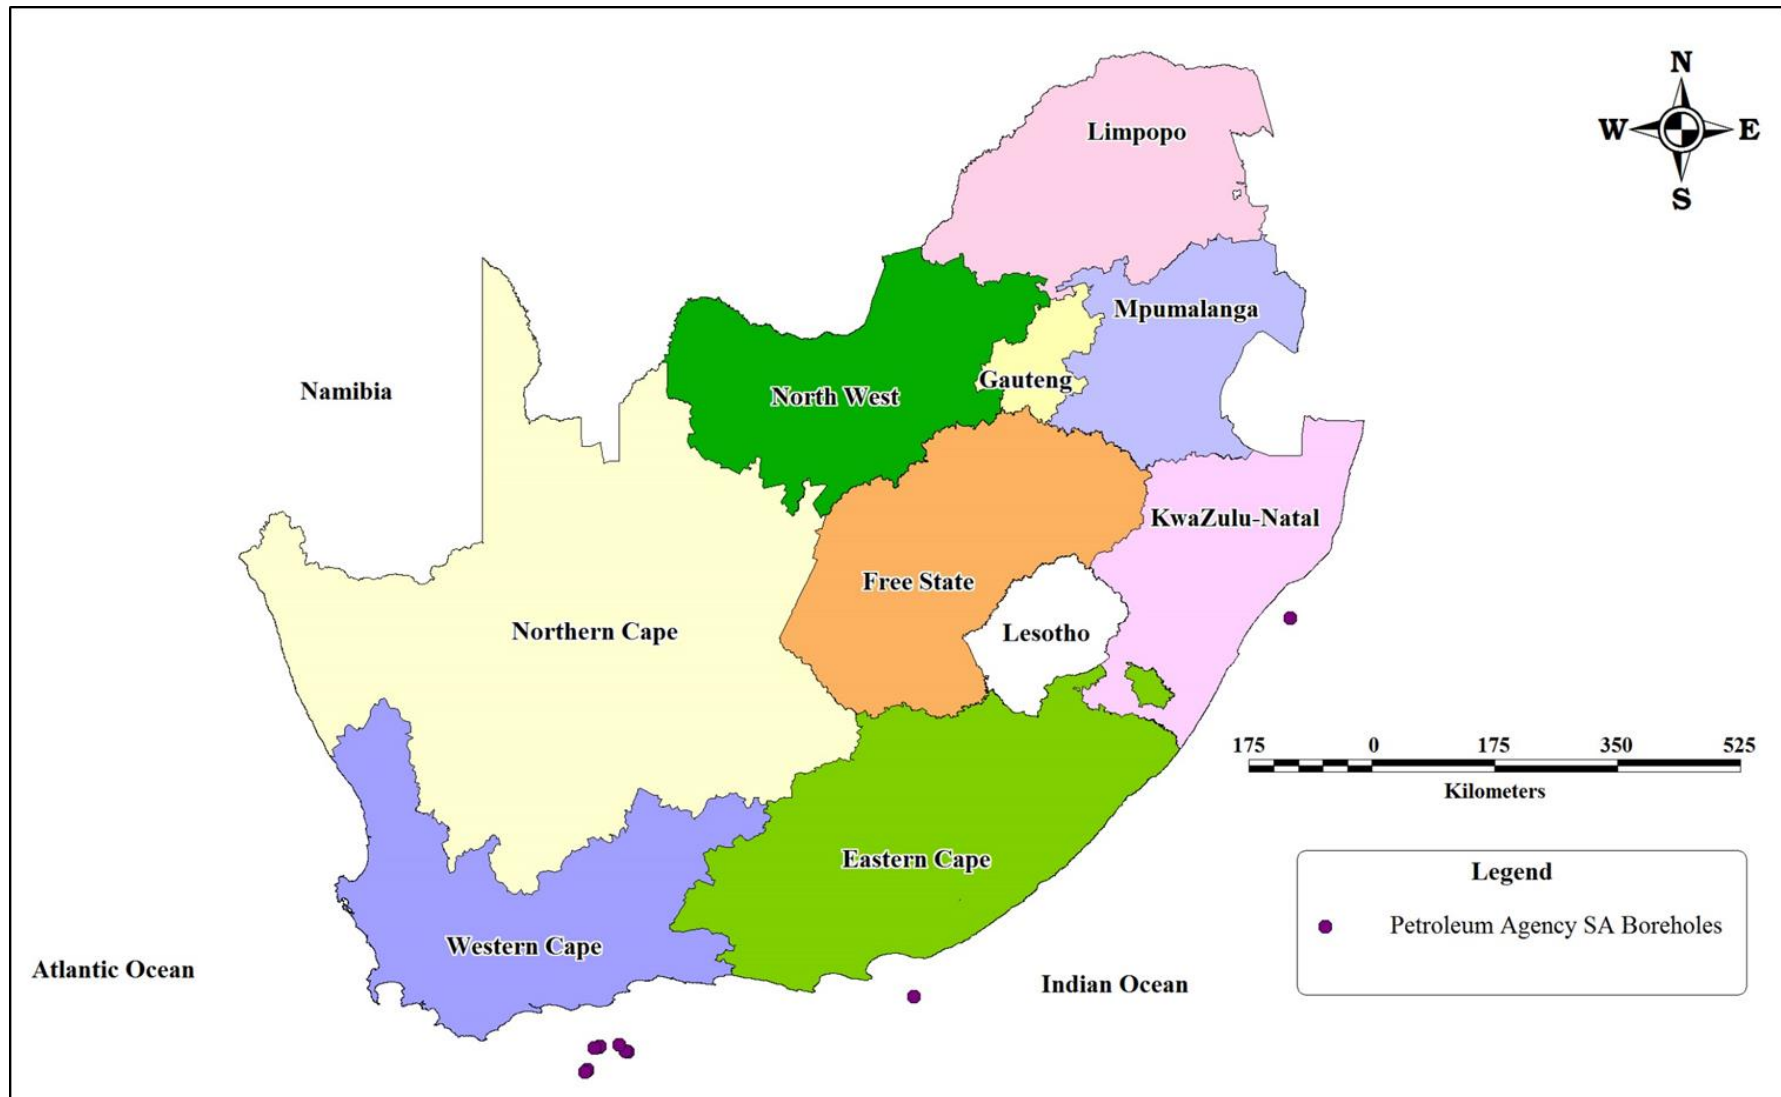 N
W E
S
Limpopo
Mpumalanga
Namibia
Gauteng
North West
KwaZulu-Natal
Free State
Northern Cape
Lesotho
175 0 175 350 525
Kilometers
Eastern Cape
Legend
Petroleum Agency SA Boreholes
Western Cape
Atlantic Ocean
Indian Ocean